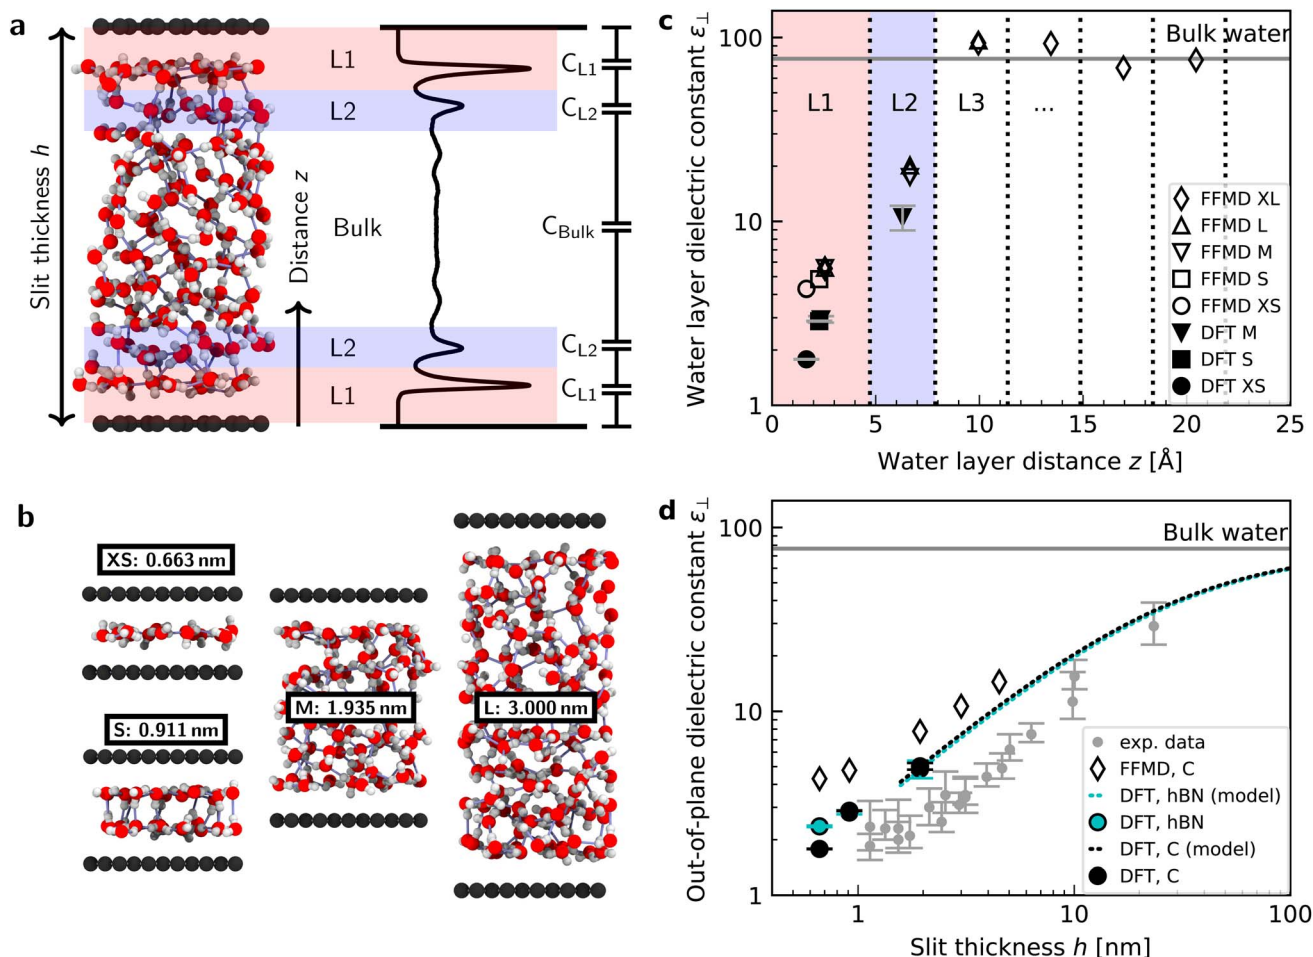 a
Slit thickness h
L1
L2
Bulk
L2
L1
Distance z
C_L1
C_L2
C_Bulk
C_L2
C_L1
b
XS: 0.663 nm
S: 0.911 nm
M: 1.935 nm
L: 3.000 nm
c
Water layer dielectric constant ε⊥
100
10
1
Bulk water
L1
L2
L3
...
FFMD XL
FFMD L
FFMD M
FFMD S
FFMD XS
DFT M
DFT S
DFT XS
0 5 10 15 20 25
Water layer distance z [Å]
d
Out-of-plane dielectric constant ε⊥
100
10
1
Bulk water
exp. data
FFMD, C
DFT, hBN (model)
DFT, hBN
DFT, C (model)
DFT, C
1 10 100
Slit thickness h [nm]